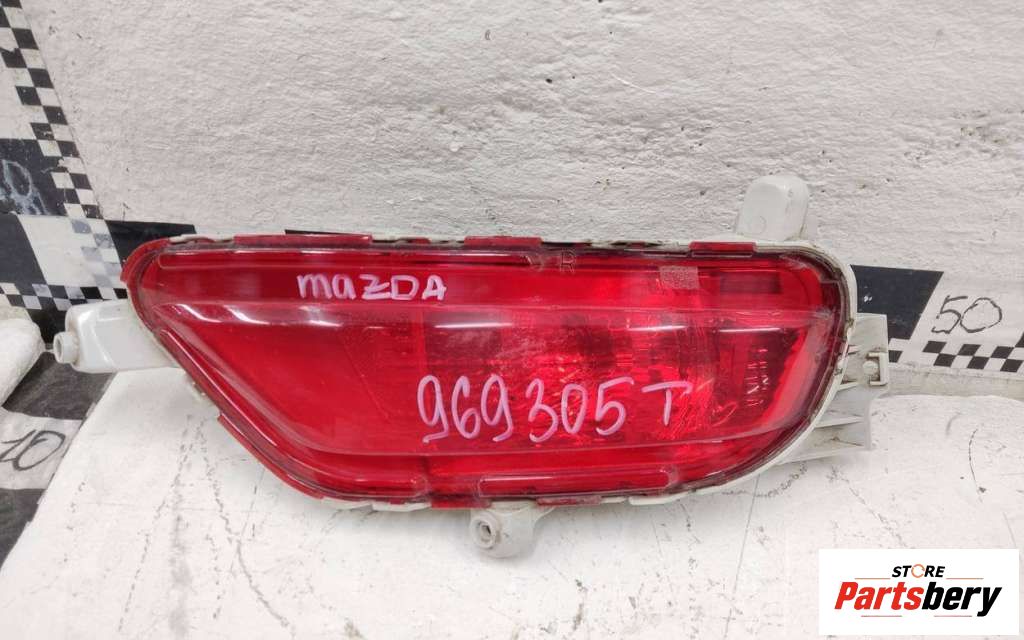 R
mazDA
969305T
50
10
STORE
Partsbery